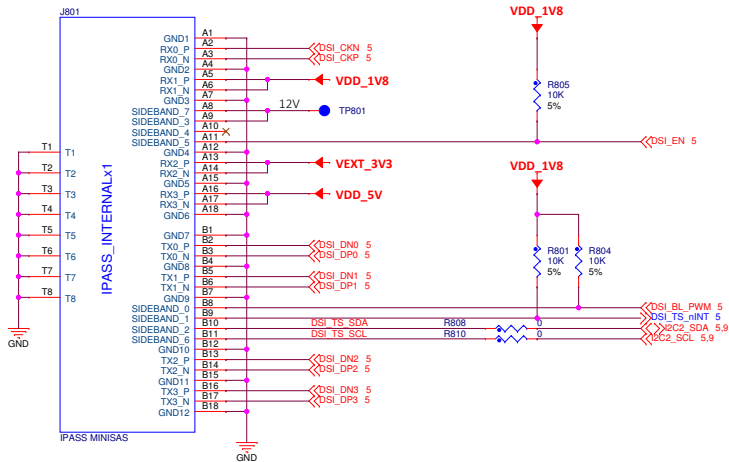 VDD_1V8
J801
GND1 A1
RX0_P A2 DSI_CKN 5
RX0_N A3 DSI_CKP 5
GND2 A4
RX1_P A5 VDD_1V8
RX1_N A6
GND3 A7
SIDEBAND_7 A8 12V TP801
SIDEBAND_3 A9
SIDEBAND_4 A10
SIDEBAND_5 A11 DSI_EN 5
R805
10K
5%
GND4 A12
RX2_P A13 VEXT_3V3
RX2_N A14
GND5 A15
RX3_P A16 VDD_5V
RX3_N A17
GND6 A18
VDD_1V8
T1 T1
T2 T2
T3 T3
T4 T4
T5 T5
T6 T6
T7 T7
T8 T8
GND
IPASS_INTERNALx1
GND7 B1
TX0_P B2 DSI_DN0 5
TX0_N B3 DSI_DP0 5
GND8 B4
TX1_P B5 DSI_DN1 5
TX1_N B6 DSI_DP1 5
GND9 B7
R801 R804
10K 10K
5% 5%
SIDEBAND_0 B8 DSI_BL_PWM 5
SIDEBAND_1 B9 DSI_TS_nINT 5
SIDEBAND_2 B10 DSI_TS_SDA R808 0 I2C2_SDA 5,9
SIDEBAND_6 B11 DSI_TS_SCL R810 0 I2C2_SCL 5,9
GND10 B12
TX2_P B13 DSI_DN2 5
TX2_N B14 DSI_DP2 5
GND11 B15
TX3_P B16 DSI_DN3 5
TX3_N B17 DSI_DP3 5
GND12 B18
IPASS MINISAS
GND